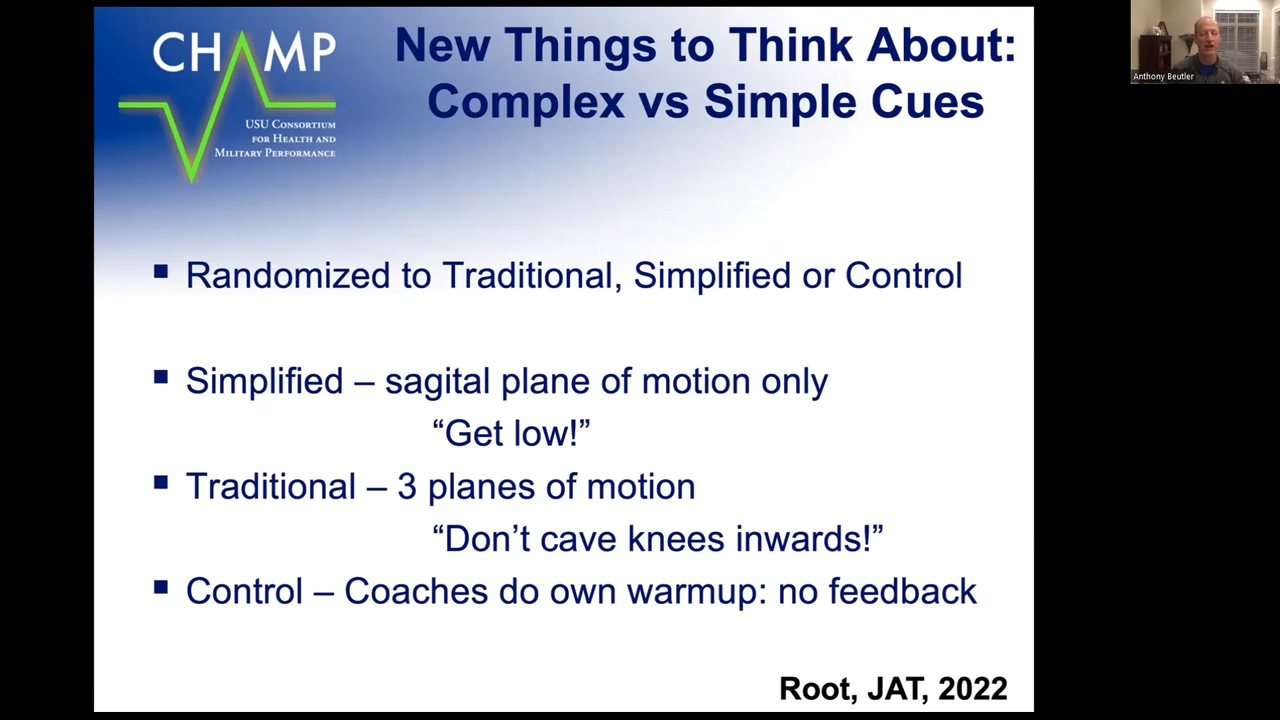 CHAMP
USU CONSORTIUM
FOR HEALTH AND
MILITARY PERFORMANCE
New Things to Think About:
Complex vs Simple Cues
Anthony Beutler
▪ Randomized to Traditional, Simplified or Control
▪ Simplified – sagital plane of motion only
“Get low!”
▪ Traditional – 3 planes of motion
“Don’t cave knees inwards!”
▪ Control – Coaches do own warmup: no feedback
Root, JAT, 2022